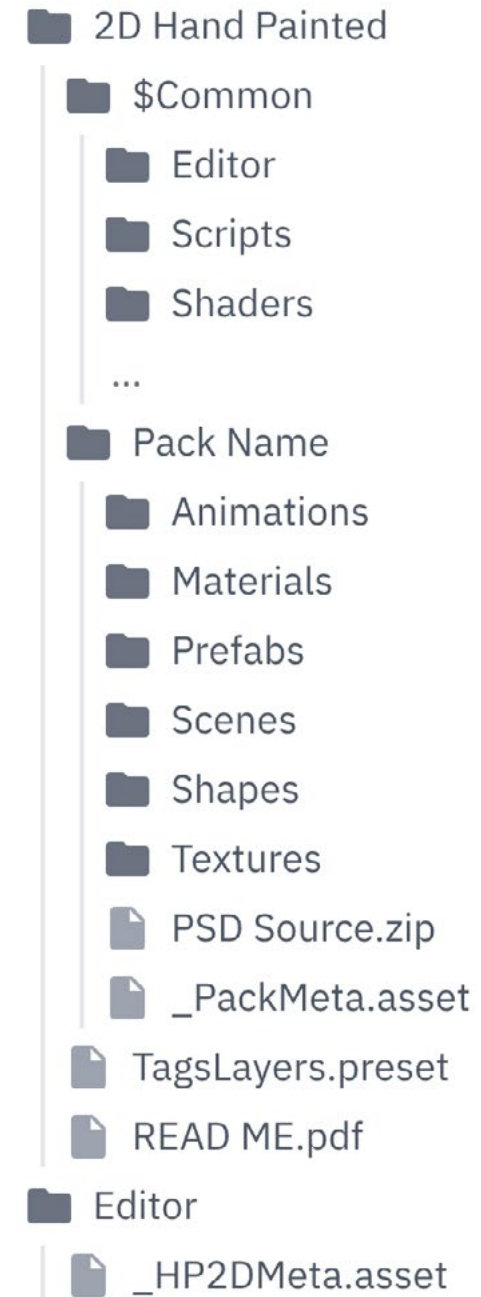 2D Hand Painted
$Common
Editor
Scripts
Shaders
...
Pack Name
Animations
Materials
Prefabs
Scenes
Shapes
Textures
PSD Source.zip
_PackMeta.asset
TagsLayers.preset
READ ME.pdf
Editor
_HP2DMeta.asset